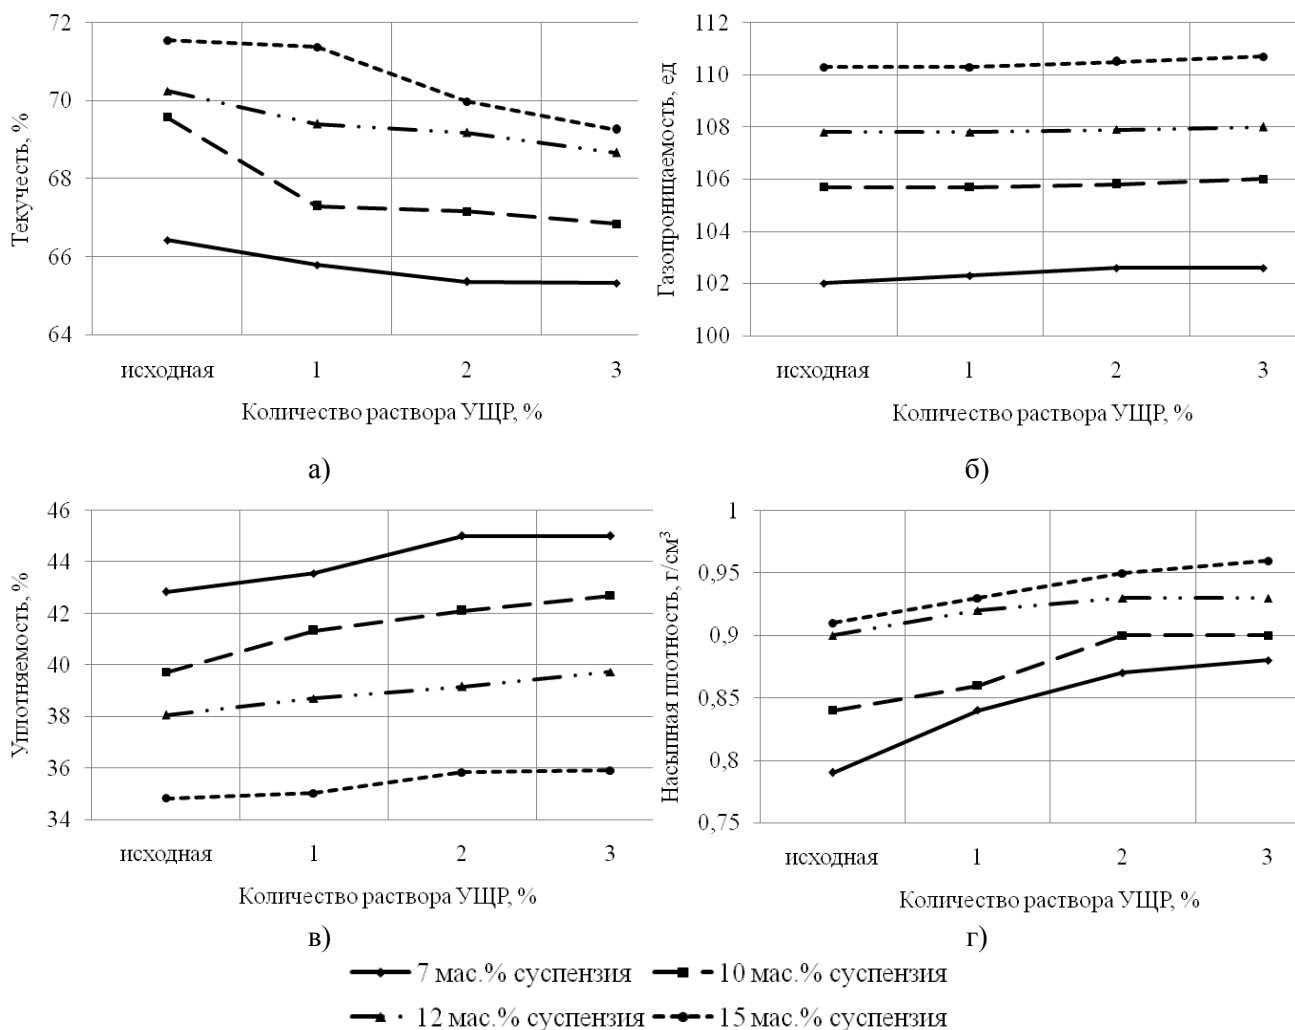 Текучесть, %
72
70
68
66
64
исходная 1 2 3
Количество раствора УЩР, %
а)
Газопроницаемость, ед
112
110
108
106
104
102
100
исходная 1 2 3
Количество раствора УЩР, %
б)
Уплотняемость, %
46
45
42
41
40
38
36
34
исходная 1 2 3
Количество раствора УЩР, %
в)
Насыпная плотность, г/см³
1
0,95
0,9
0,85
0,8
0,75
исходная 1 2 3
Количество раствора УЩР, %
г)
7 мас.% суспензия 10 мас.% суспензия
12 мас.% суспензия 15 мас.% суспензия